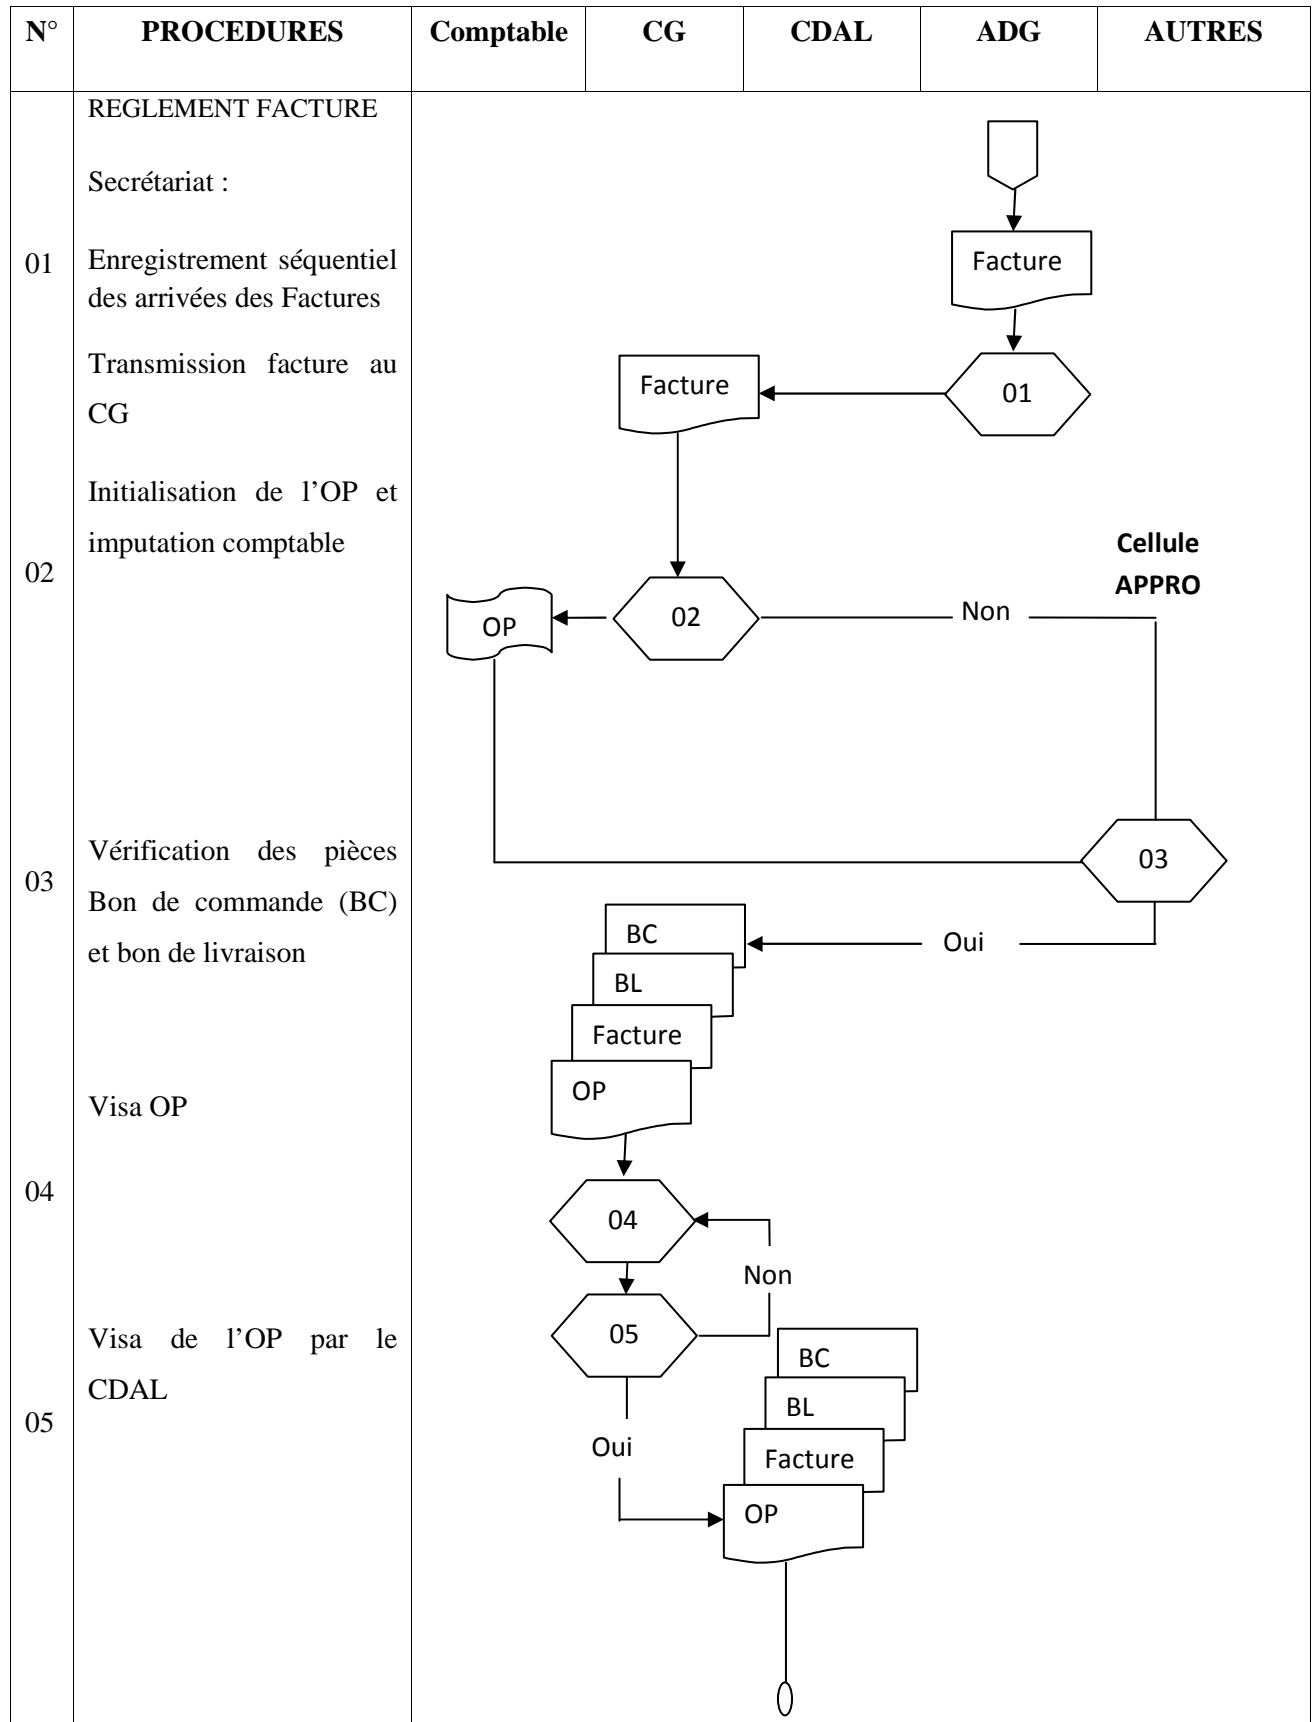 N° PROCEDURES Comptable CG CDAL ADG AUTRES
REGLEMENT FACTURE
Secrétariat :
01 Enregistrement séquentiel
des arrivées des Factures
Facture
Transmission facture au
CG
Facture
01
Initialisation de l’OP et
imputation comptable
02
Cellule
APPRO
OP
02
Non
03
Vérification des pièces
Bon de commande (BC)
et bon de livraison
03
Oui
BC
BL
Facture
OP
Visa OP
04
04
Non
05
Visa de l’OP par le
CDAL
05
Oui
BC
BL
Facture
OP